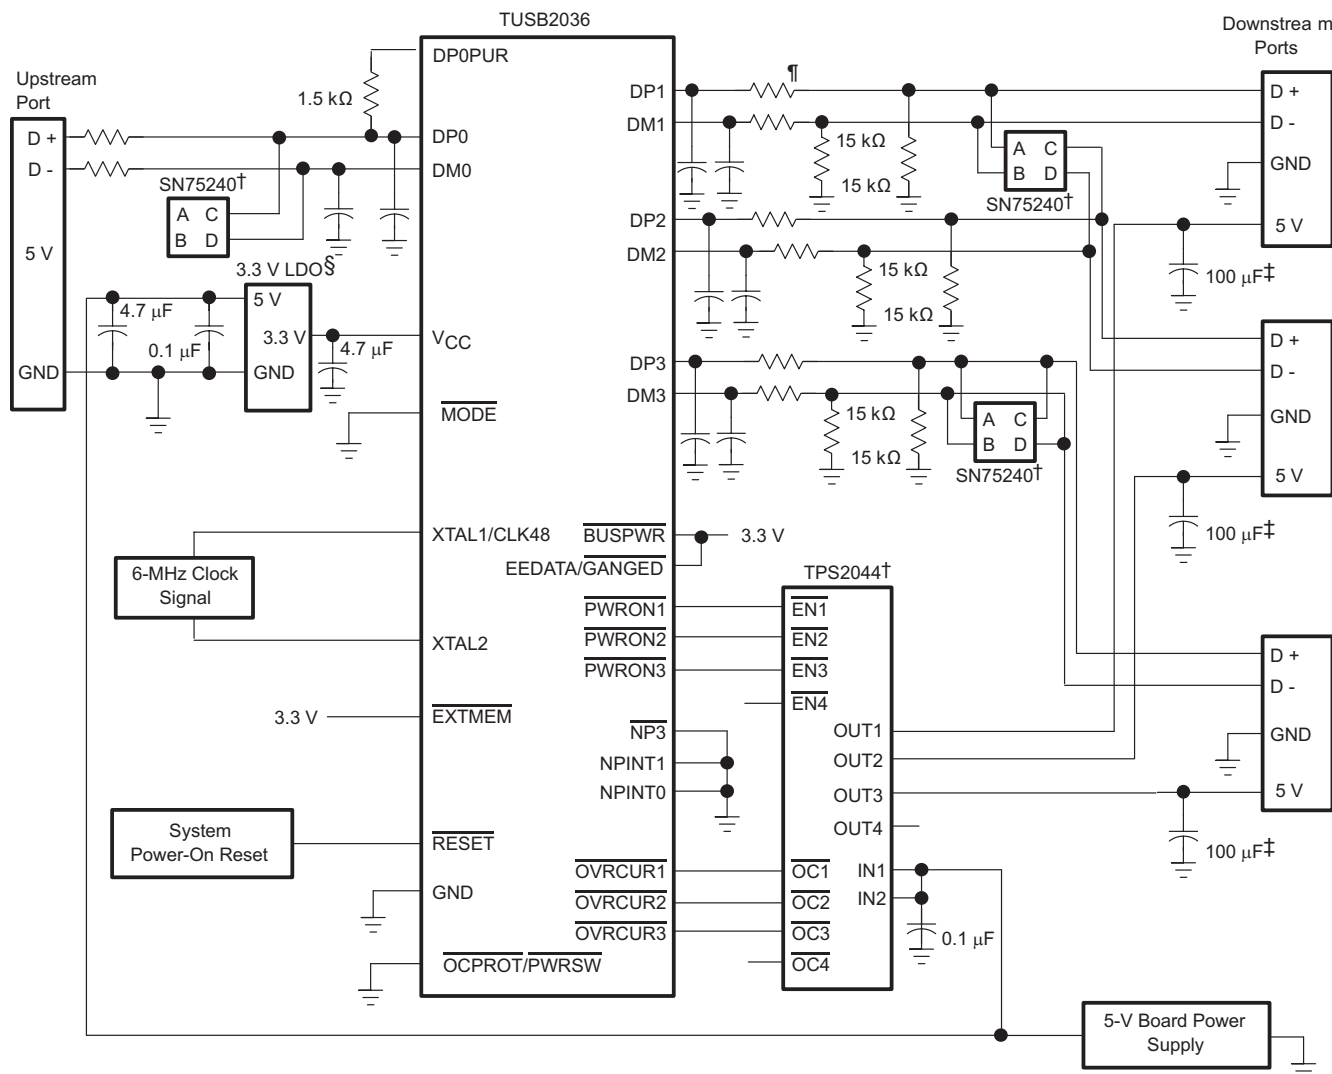 TUSB2036
Downstrea m
Ports
Upstream
Port
D +
D -
5 V
GND
1.5 kΩ
SN75240†
A C
B D
3.3 V LDO§
5 V
3.3 V
GND
4.7 µF
0.1 µF
4.7 µF
DP0PUR
DP0
DM0
VCC
MODE
XTAL1/CLK48
XTAL2
EXTMEM
RESET
GND
OCPROT/PWRSW
6-MHz Clock
Signal
3.3 V
System
Power-On Reset
DP1
DM1
DP2
DM2
DP3
DM3
BUSPWR
EEDATA/GANGED
PWRON1
PWRON2
PWRON3
NP3
NPINT1
NPINT0
OVRCUR1
OVRCUR2
OVRCUR3
¶
15 kΩ
15 kΩ
A C
B D
SN75240†
15 kΩ
15 kΩ
15 kΩ
15 kΩ
A C
B D
SN75240†
3.3 V
TPS2044†
EN1
EN2
EN3
EN4
OUT1
OUT2
OUT3
OUT4
OC1
IN1
OC2
IN2
OC3
OC4
0.1 µF
D +
D -
GND
5 V
100 µF‡
D +
D -
GND
5 V
100 µF‡
D +
D -
GND
5 V
100 µF‡
5-V Board Power
Supply